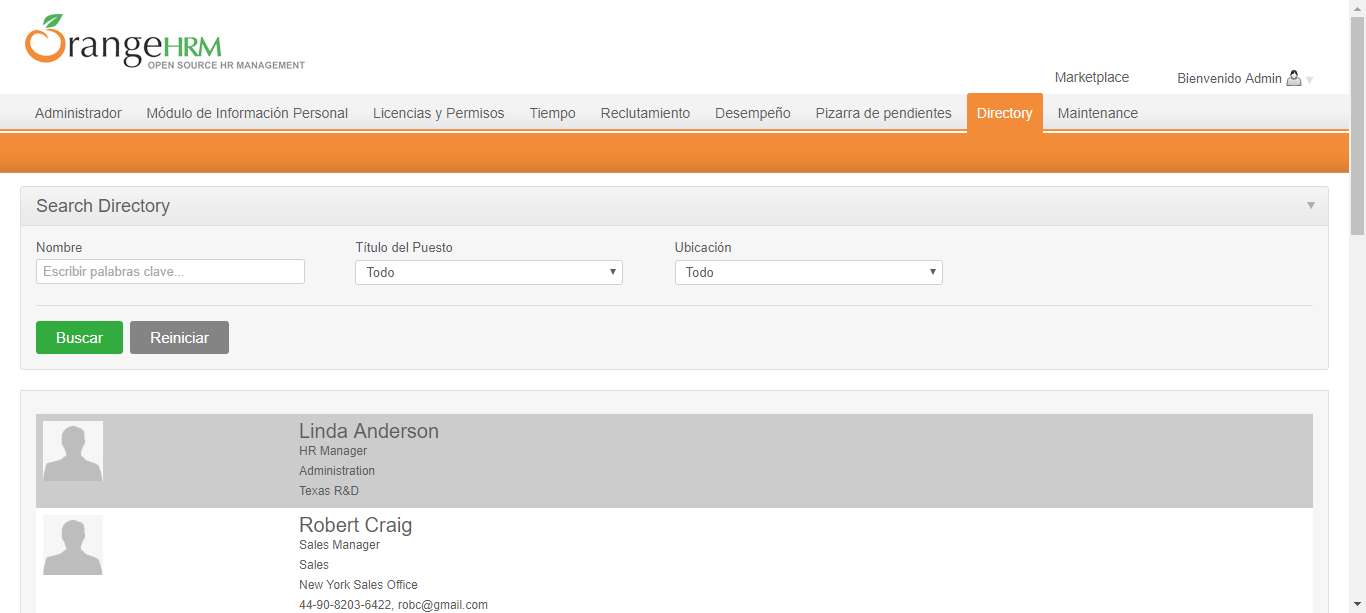 OrangeHRM
OPEN SOURCE HR MANAGEMENT
Marketplace Bienvenido Admin
Administrador Módulo de Información Personal Licencias y Permisos Tiempo Reclutamiento Desempeño Pizarra de pendientes Directory Maintenance
Search Directory
Nombre Título del Puesto Ubicación
Escribir palabras clave... Todo Todo
Buscar Reiniciar
Linda Anderson
HR Manager
Administration
Texas R&D
Robert Craig
Sales Manager
Sales
New York Sales Office
44-90-8203-6422, robc@gmail.com